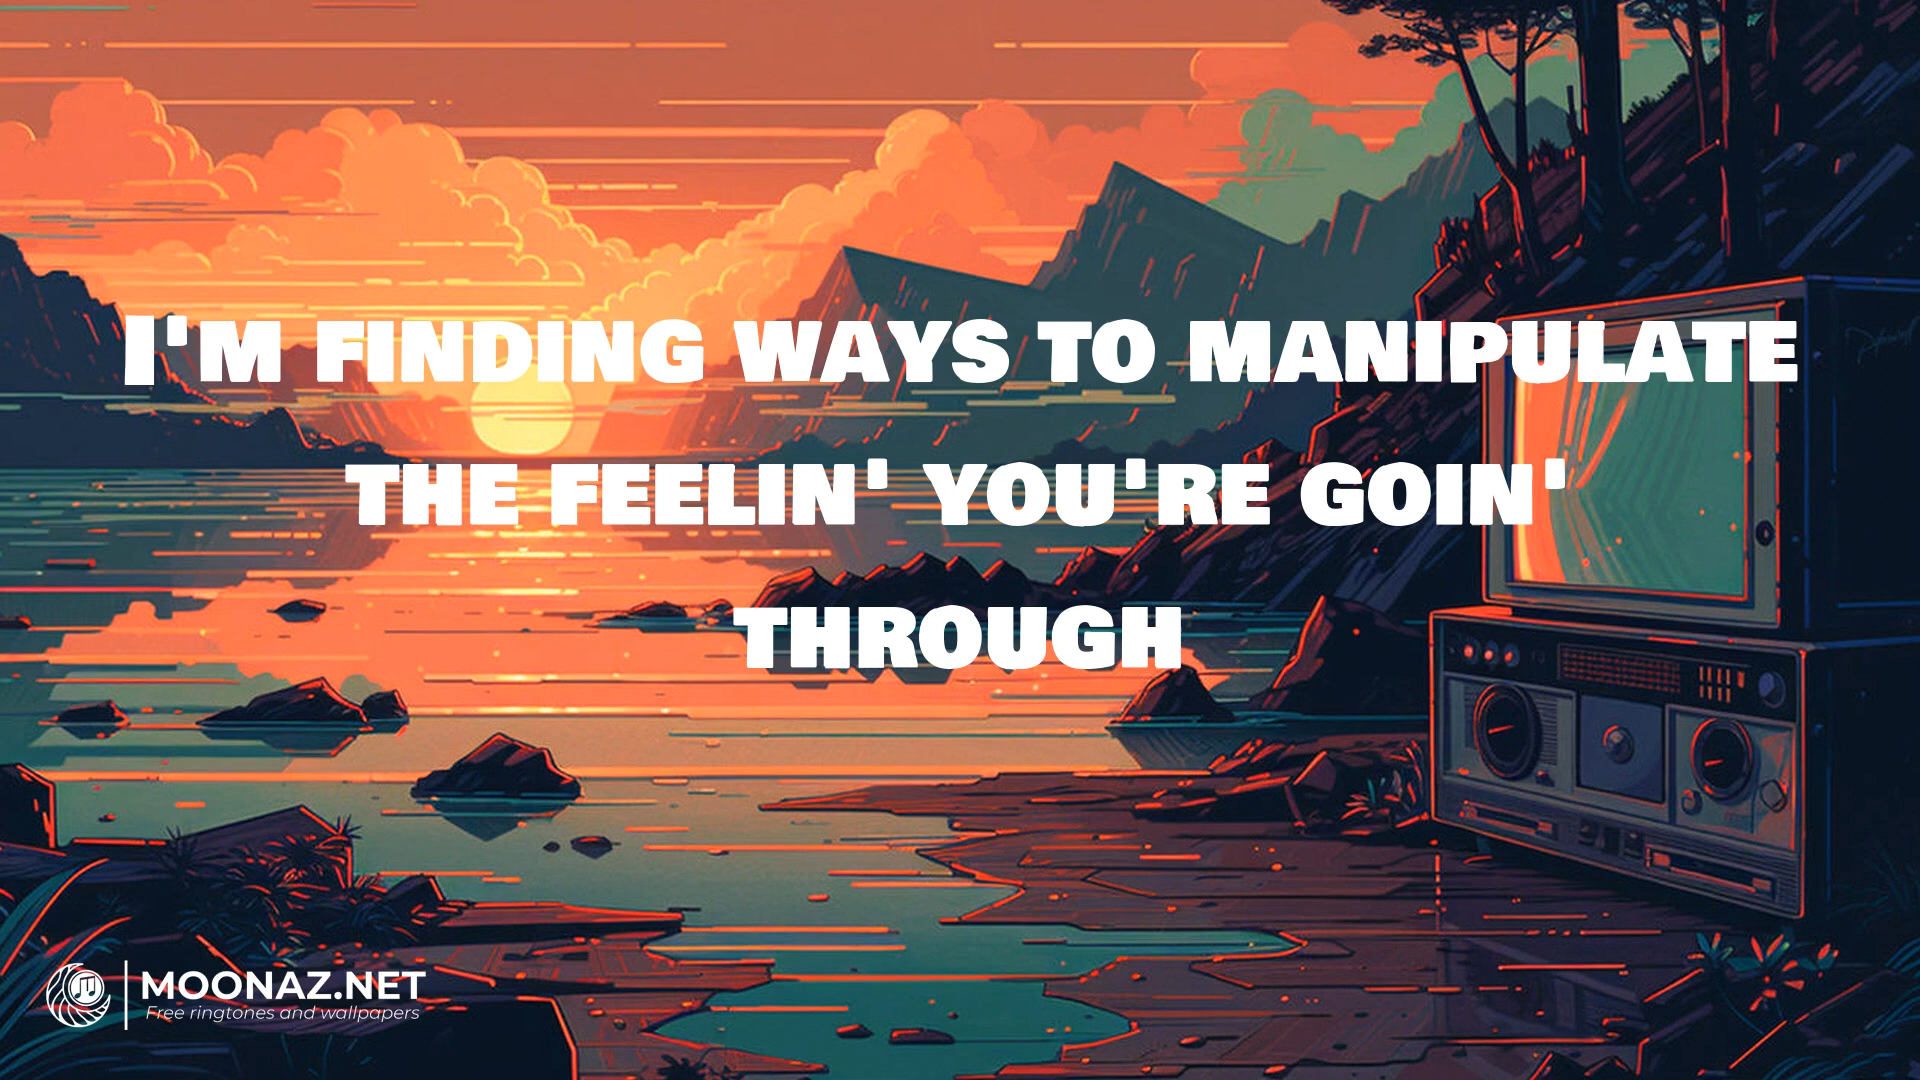 I'm finding ways to manipulate
the feelin' you're goin'
through
MOONAZ.NET
Free ringtones and wallpapers